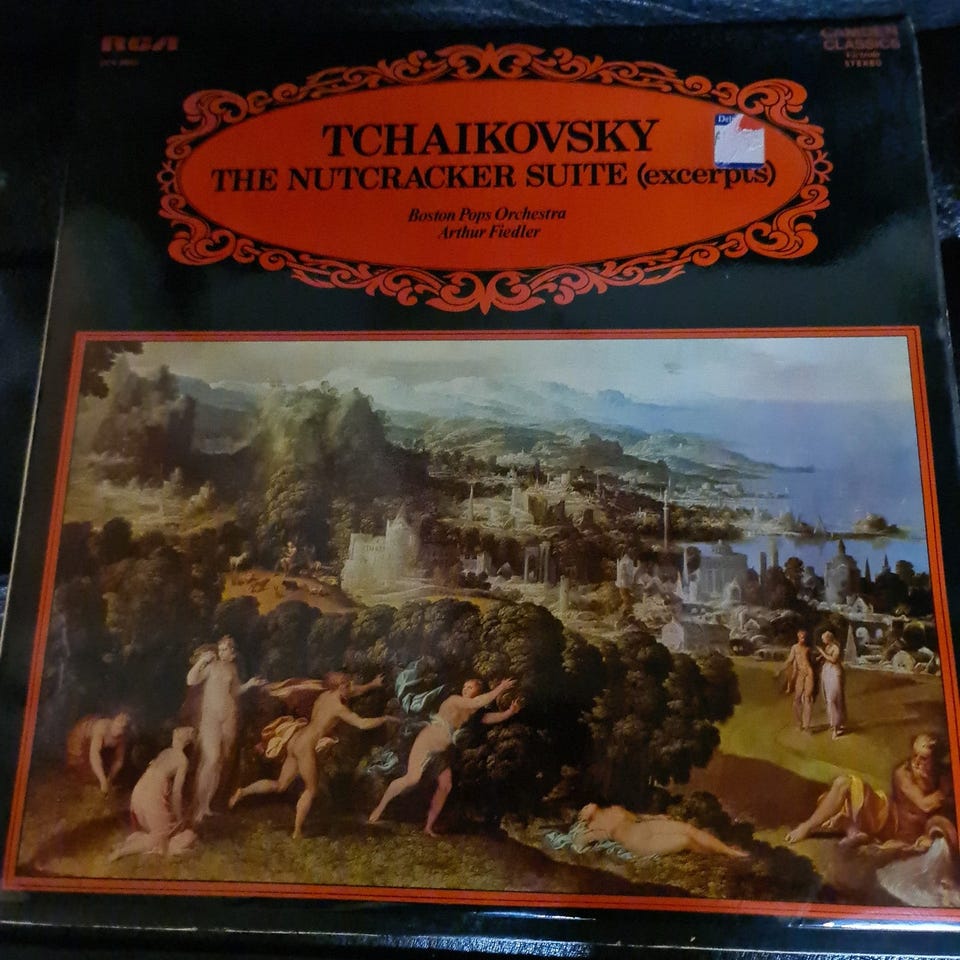 RCA
CAMDEN
CLASSICS
STEREO
TCHAIKOVSKY
THE NUTCRACKER SUITE (excerpts)
Boston Pops Orchestra
Arthur Fiedler